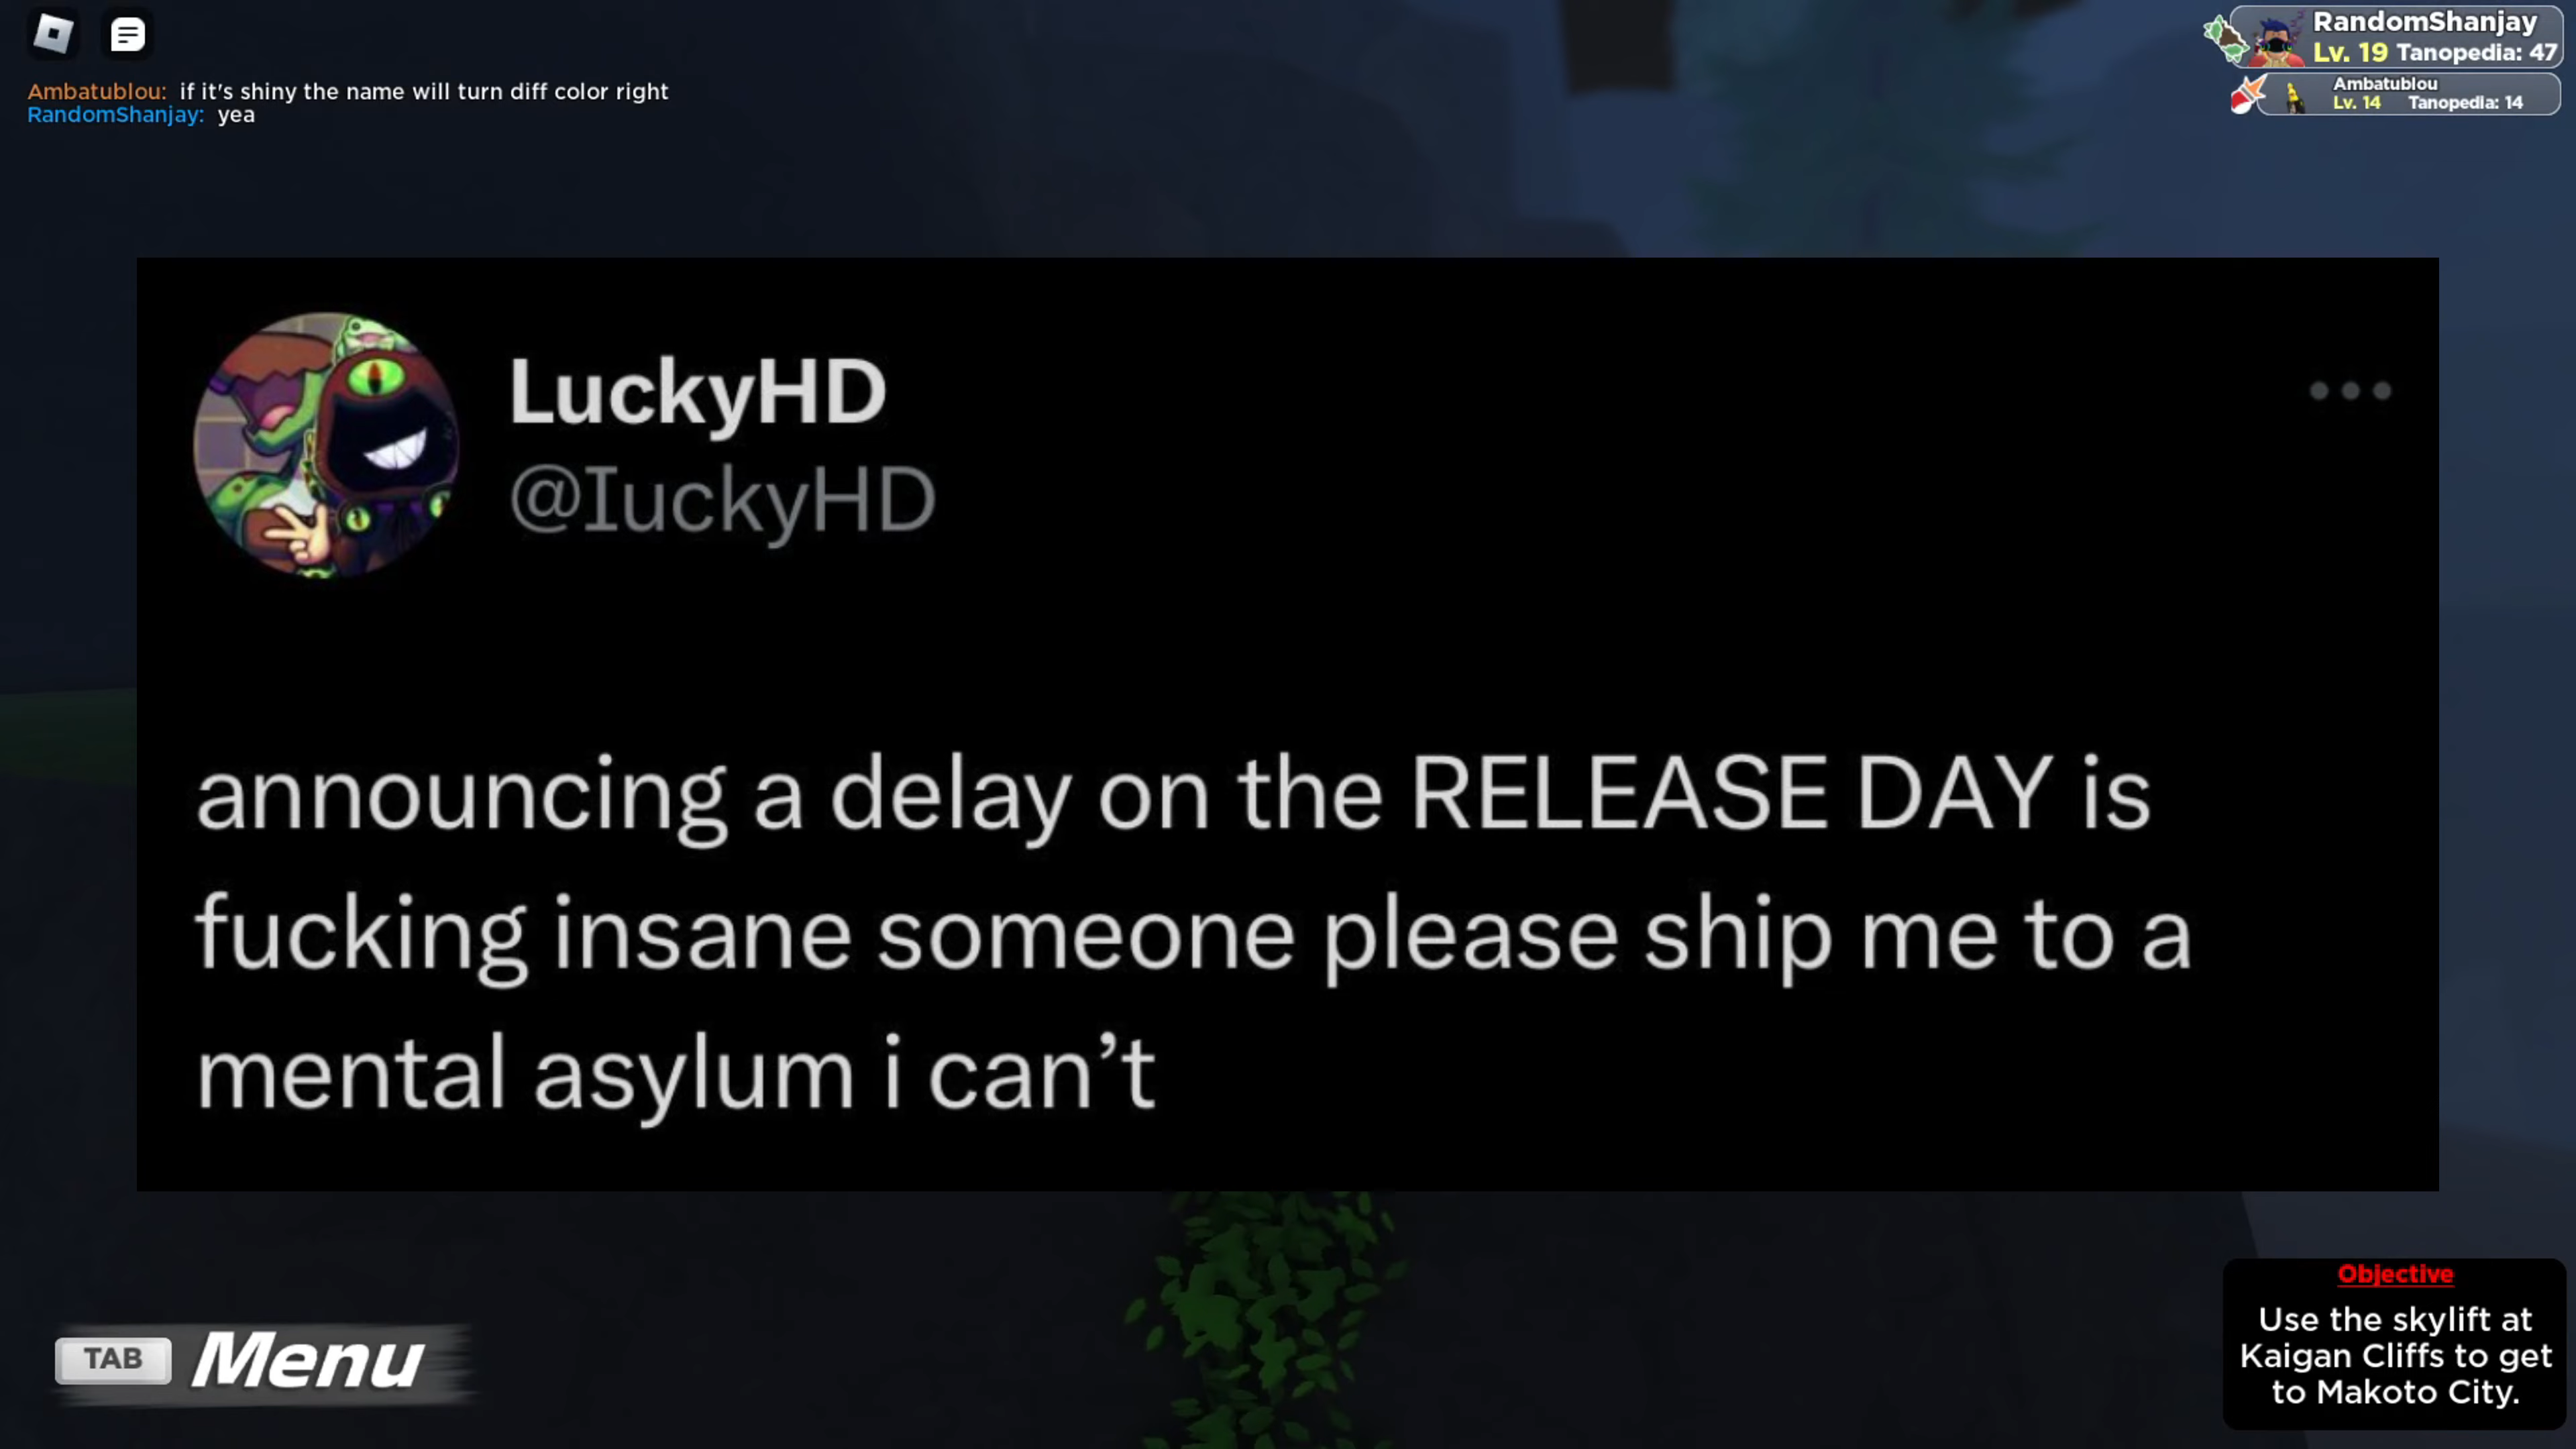 RandomShanjay
Lv. 19 Tanopedia: 47
Ambatublou
Lv. 14 Tanopedia: 14
Ambatublou: if it's shiny the name will turn diff color right
RandomShanjay: yea
LuckyHD
@IuckyHD
announcing a delay on the RELEASE DAY is
fucking insane someone please ship me to a
mental asylum i can’t
TAB Menu
Objective
Use the skylift at
Kaigan Cliffs to get
to Makoto City.